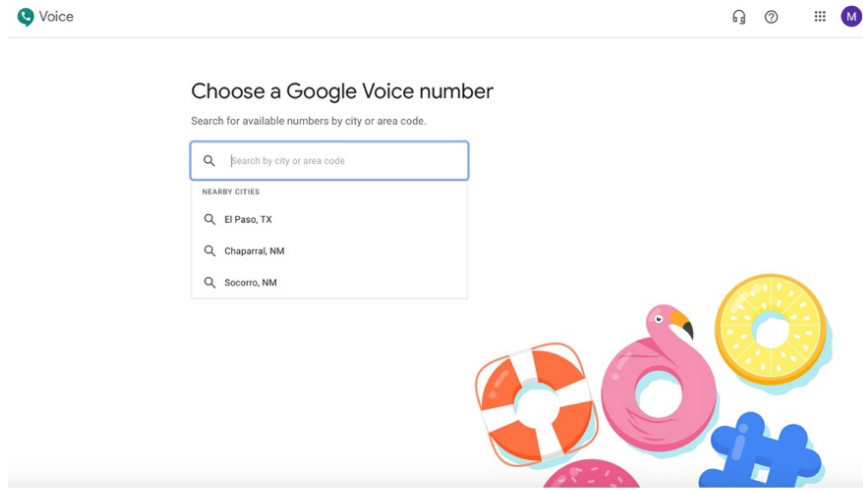 Voice
M
Choose a Google Voice number
Search for available numbers by city or area code.
Search by city or area code
NEARBY CITIES
El Paso, TX
Chaparral, NM
Socorro, NM